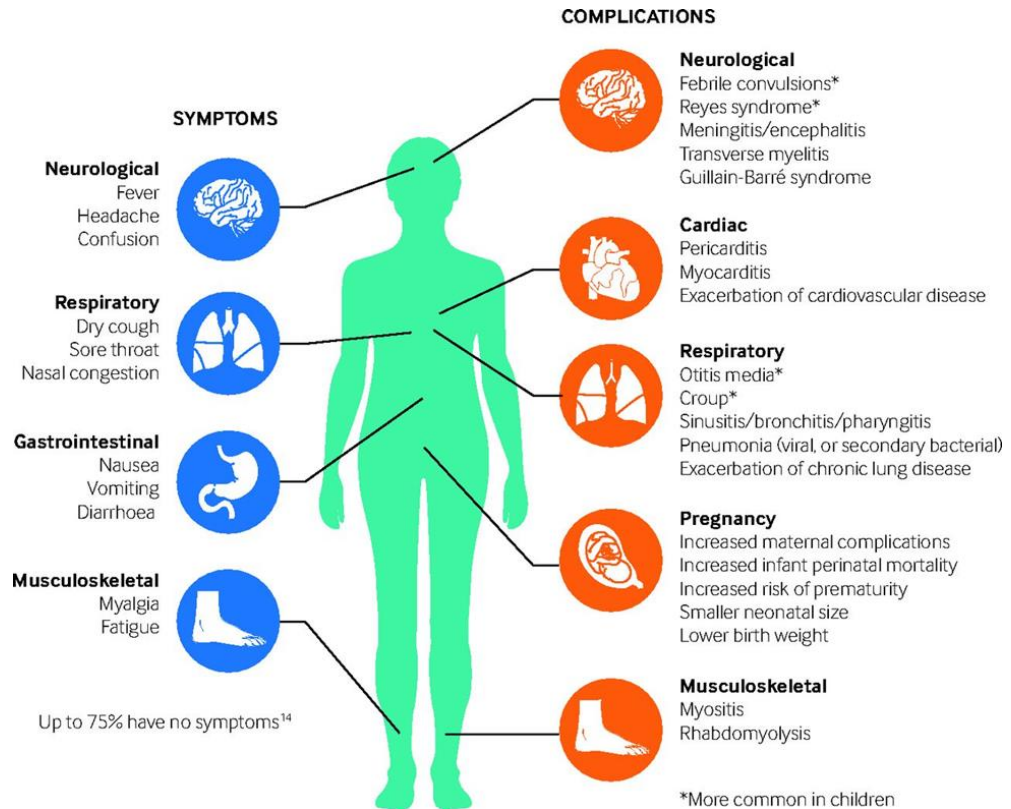 SYMPTOMS
Neurological
Fever
Headache
Confusion
Respiratory
Dry cough
Sore throat
Nasal congestion
Gastrointestinal
Nausea
Vomiting
Diarrhoea
Musculoskeletal
Myalgia
Fatigue
Up to 75% have no symptoms¹⁴
COMPLICATIONS
Neurological
Febrile convulsions*
Reyes syndrome*
Meningitis/encephalitis
Transverse myelitis
Guillain-Barré syndrome
Cardiac
Pericarditis
Myocarditis
Exacerbation of cardiovascular disease
Respiratory
Otitis media*
Croup*
Sinusitis/bronchitis/pharyngitis
Pneumonia (viral, or secondary bacterial)
Exacerbation of chronic lung disease
Pregnancy
Increased maternal complications
Increased infant perinatal mortality
Increased risk of prematurity
Smaller neonatal size
Lower birth weight
Musculoskeletal
Myositis
Rhabdomyolysis
*More common in children